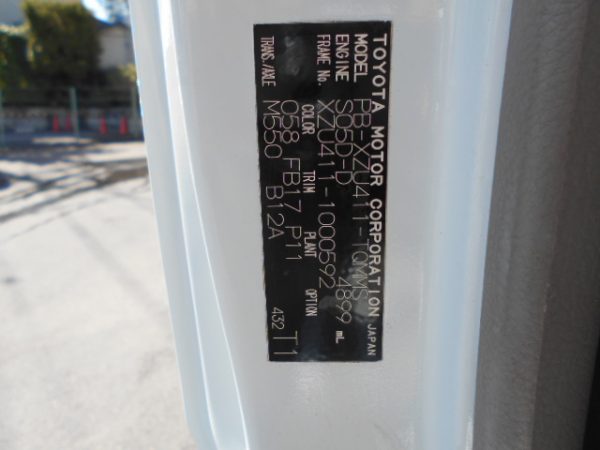 TOYOTA MOTOR CORPORATION JAPAN
MODEL PB-XZU411-TQMMS
ENGINE S05D-D 4899 mL
FRAME No. XZU411-1000592
COLOR TRIM PLANT OPTION
058 FB17 P11
TRANS./AXLE M550 B12A
432 T1